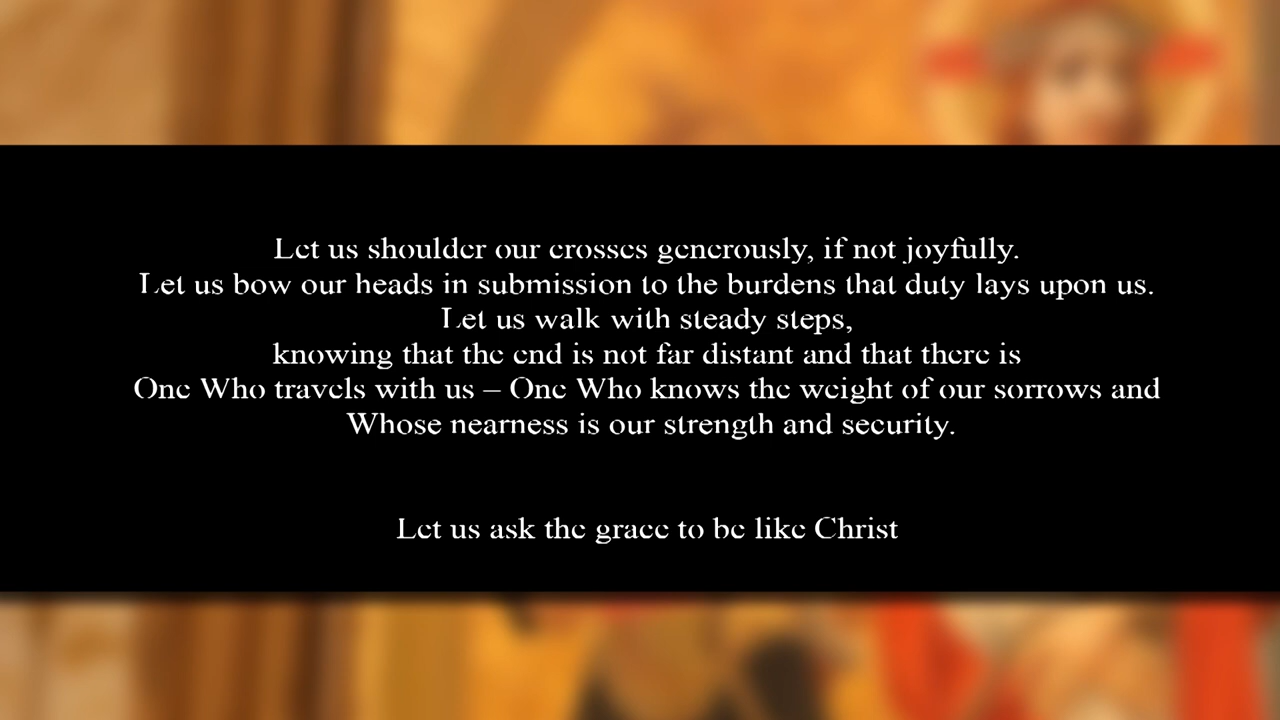 Let us shoulder our crosses generously, if not joyfully.
Let us bow our heads in submission to the burdens that duty lays upon us.
Let us walk with steady steps,
knowing that the end is not far distant and that there is
One Who travels with us – One Who knows the weight of our sorrows and
Whose nearness is our strength and security.
Let us ask the grace to be like Christ